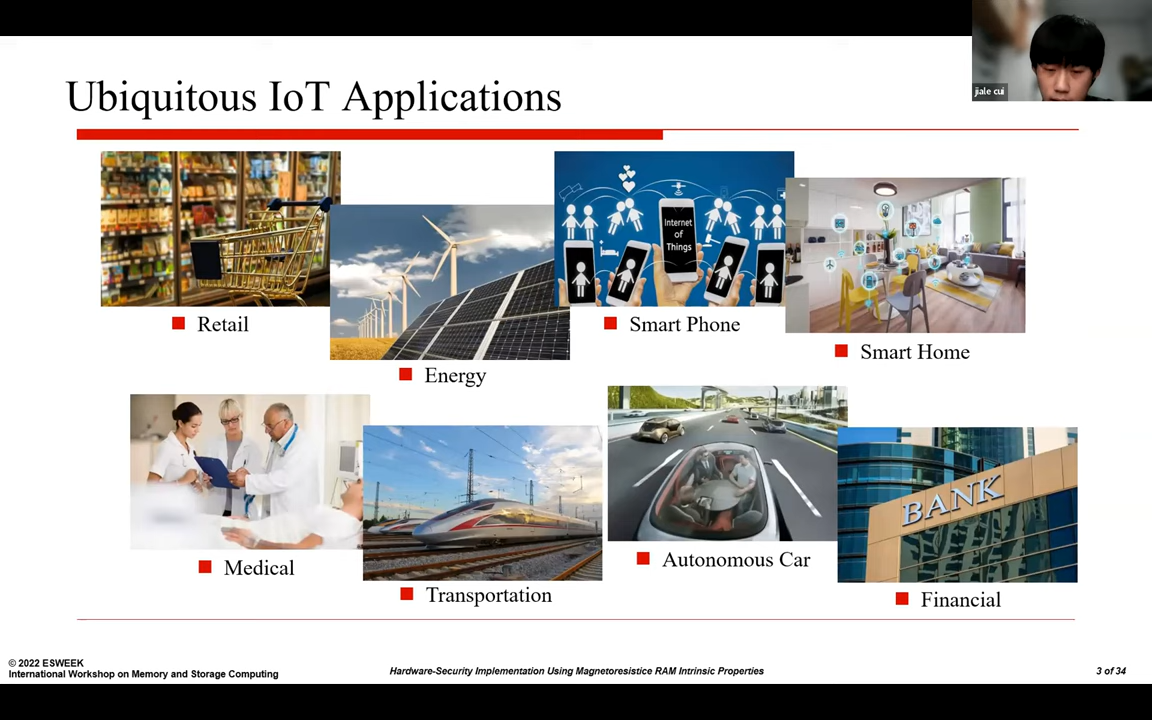 jiale cui
Ubiquitous IoT Applications
Internet
of
Things
Retail
Energy
Smart Phone
Smart Home
BANK
Medical
Transportation
Autonomous Car
Financial
© 2022 ESWEEK
International Workshop on Memory and Storage Computing
Hardware-Security Implementation Using Magnetoresistice RAM Intrinsic Properties
3 of 34